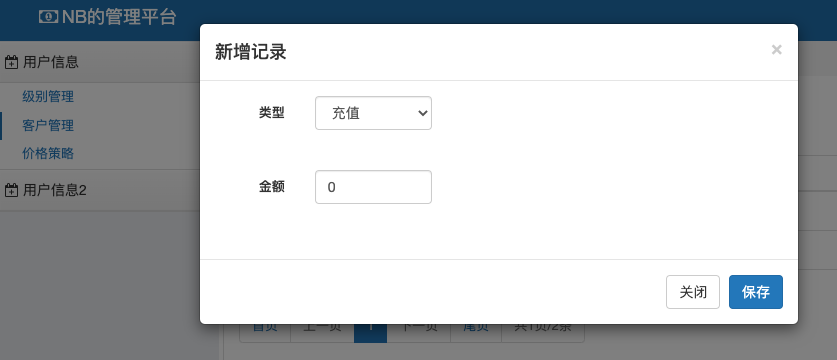 NB的管理平台
用户信息
级别管理
客户管理
价格策略
用户信息2
新增记录
×
类型
充值
金额
0
关闭
保存
首页 上一页 1 下一页 尾页 共1页/2条